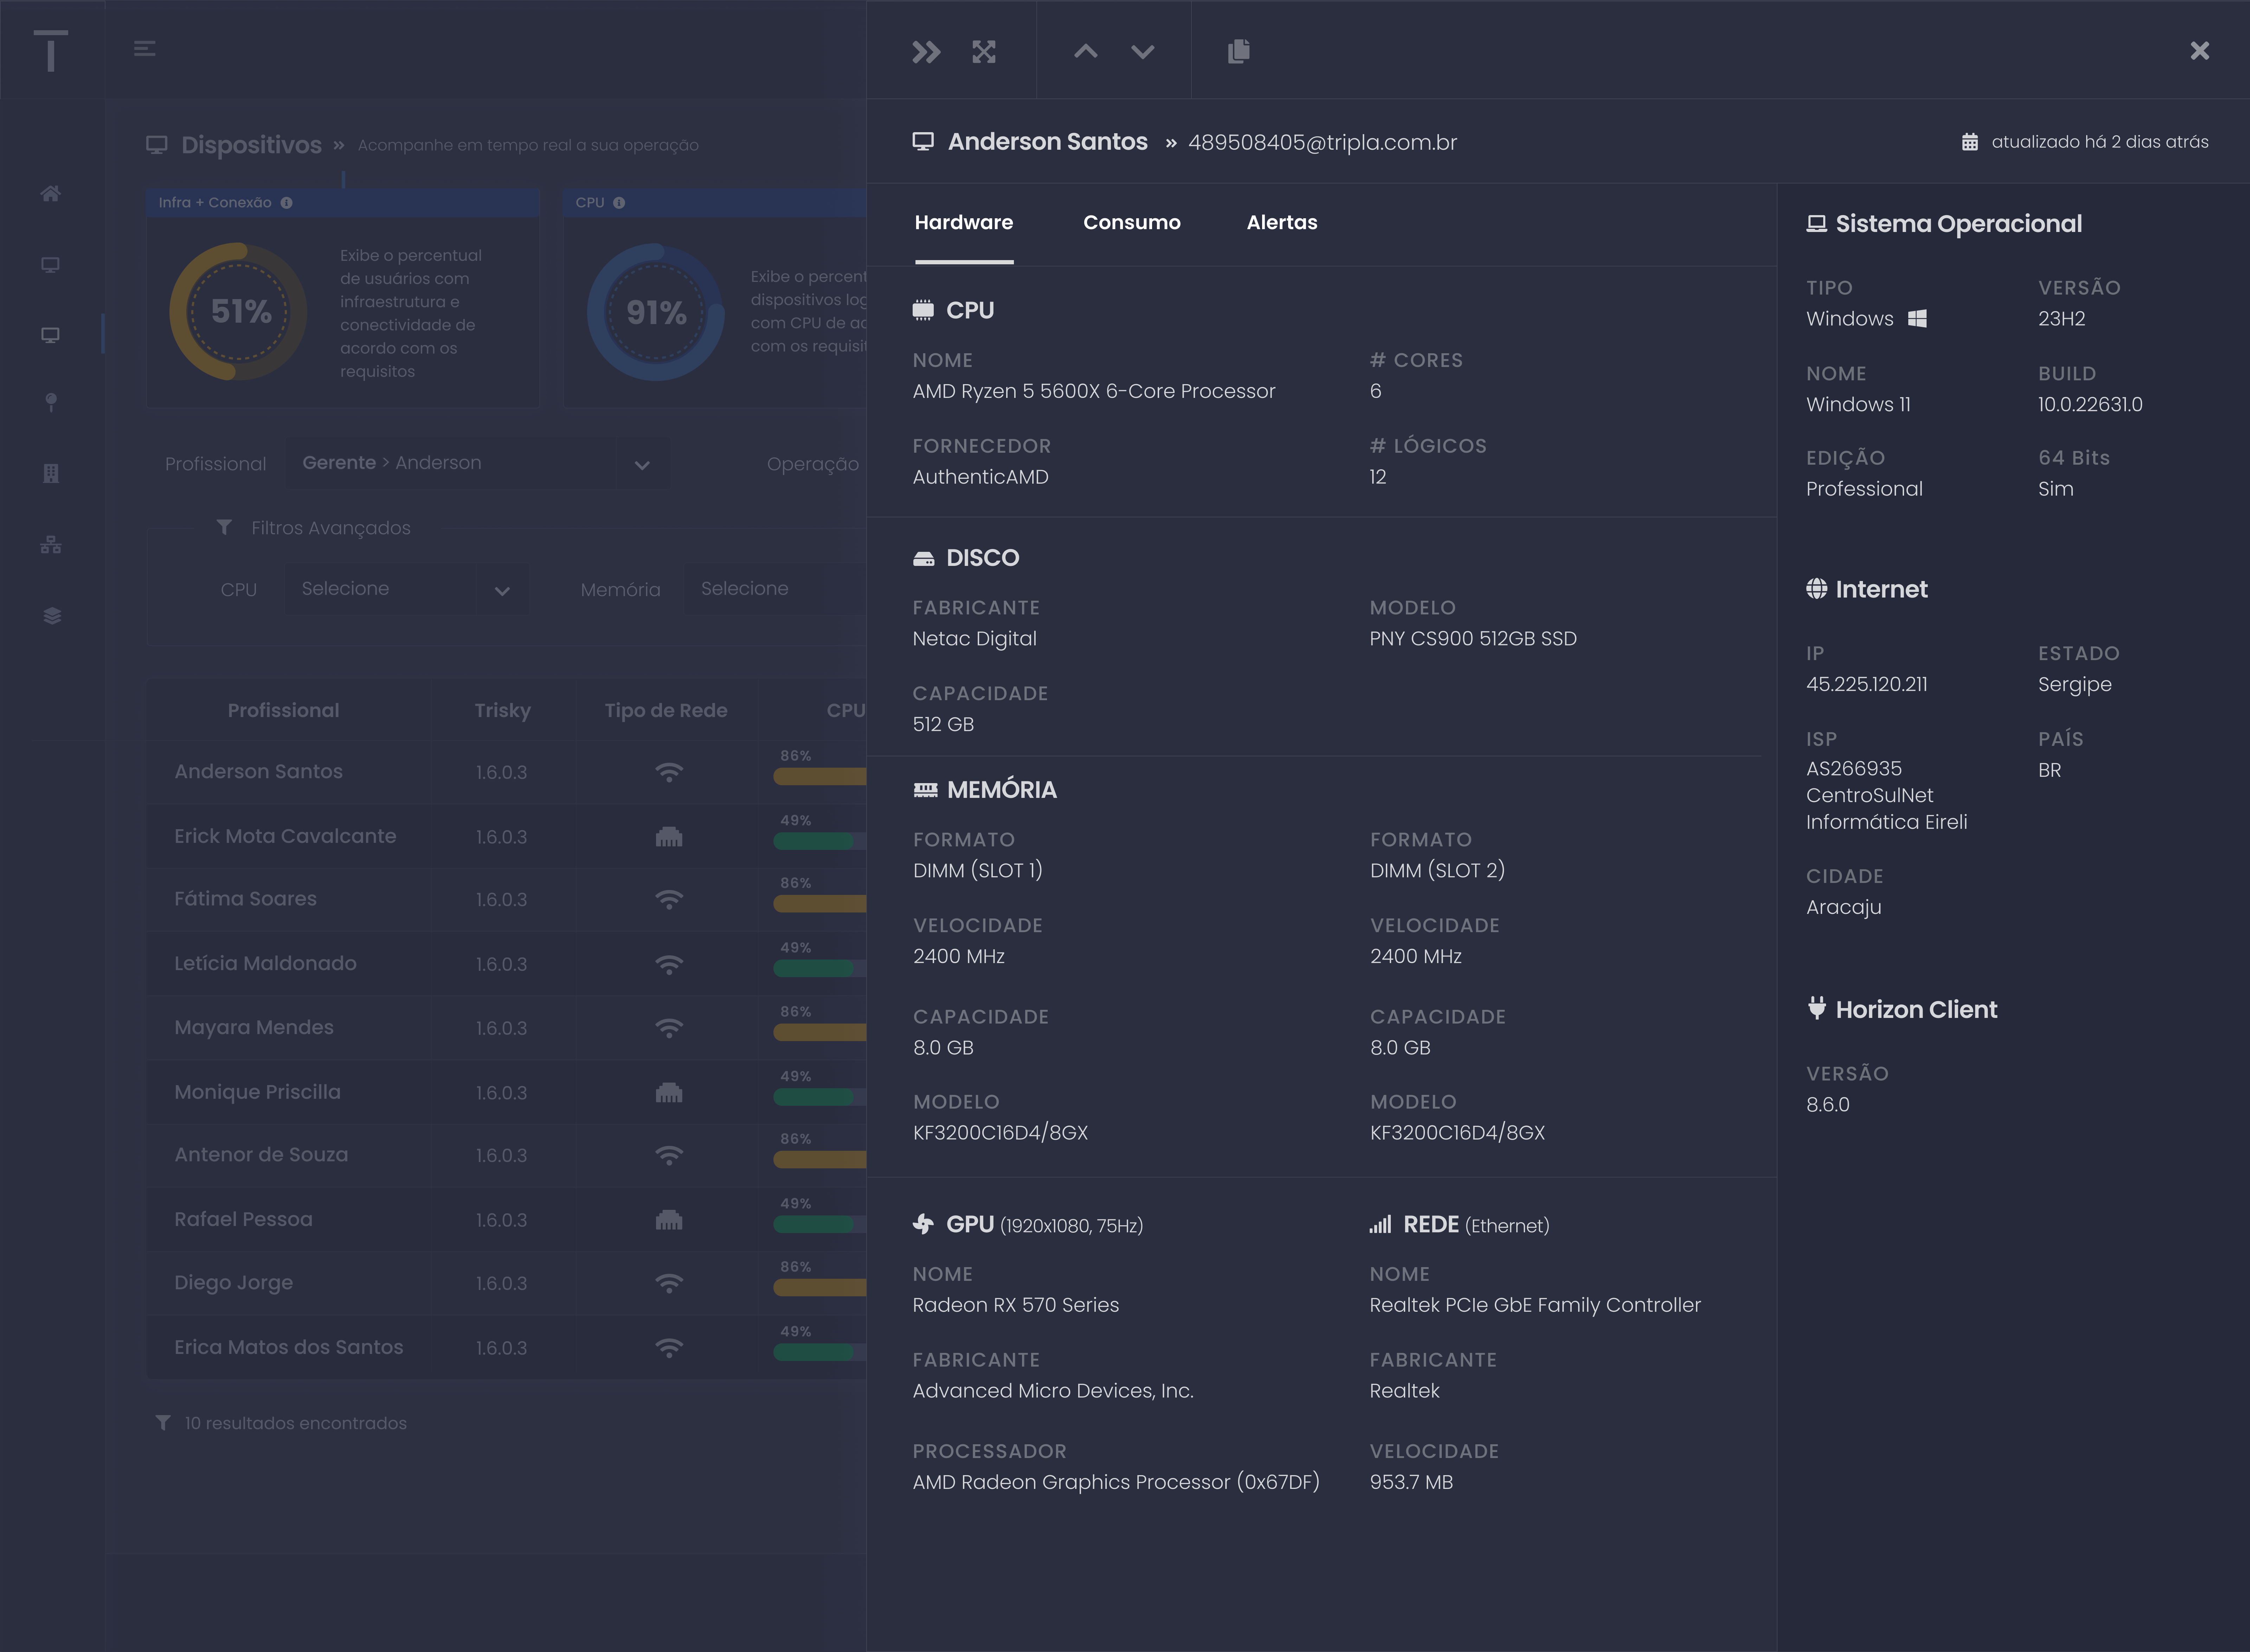 T
Dispositivos » Acompanhe em tempo real a sua operação
Infra + Conexão
51%
Exibe o percentual
de usuários com
infraestrutura e
conectividade de
acordo com os
requisitos
CPU
91%
Exibe o percent
dispositivos log
com CPU de ac
com os requisit
Profissional
Gerente > Anderson
Operação
Filtros Avançados
CPU
Selecione
Memória
Selecione
Profissional Trisky Tipo de Rede CPU
Anderson Santos 1.6.0.3 86%
Erick Mota Cavalcante 1.6.0.3 49%
Fátima Soares 1.6.0.3 86%
Letícia Maldonado 1.6.0.3 49%
Mayara Mendes 1.6.0.3 86%
Monique Priscilla 1.6.0.3 49%
Antenor de Souza 1.6.0.3 86%
Rafael Pessoa 1.6.0.3 49%
Diego Jorge 1.6.0.3 86%
Erica Matos dos Santos 1.6.0.3 49%
10 resultados encontrados
Anderson Santos » 489508405@tripla.com.br
atualizado há 2 dias atrás
Hardware Consumo Alertas
CPU
NOME
AMD Ryzen 5 5600X 6-Core Processor
# CORES
6
FORNECEDOR
AuthenticAMD
# LÓGICOS
12
DISCO
FABRICANTE
Netac Digital
MODELO
PNY CS900 512GB SSD
CAPACIDADE
512 GB
MEMÓRIA
FORMATO
DIMM (SLOT 1)
VELOCIDADE
2400 MHz
CAPACIDADE
8.0 GB
MODELO
KF3200C16D4/8GX
FORMATO
DIMM (SLOT 2)
VELOCIDADE
2400 MHz
CAPACIDADE
8.0 GB
MODELO
KF3200C16D4/8GX
GPU (1920x1080, 75Hz)
NOME
Radeon RX 570 Series
FABRICANTE
Advanced Micro Devices, Inc.
PROCESSADOR
AMD Radeon Graphics Processor (0x67DF)
REDE (Ethernet)
NOME
Realtek PCIe GbE Family Controller
FABRICANTE
Realtek
VELOCIDADE
953.7 MB
Sistema Operacional
TIPO
Windows
VERSÃO
23H2
NOME
Windows 11
BUILD
10.0.22631.0
EDIÇÃO
Professional
64 Bits
Sim
Internet
IP
45.225.120.211
ESTADO
Sergipe
ISP
AS266935
CentroSulNet
Informática Eireli
PAÍS
BR
CIDADE
Aracaju
Horizon Client
VERSÃO
8.6.0